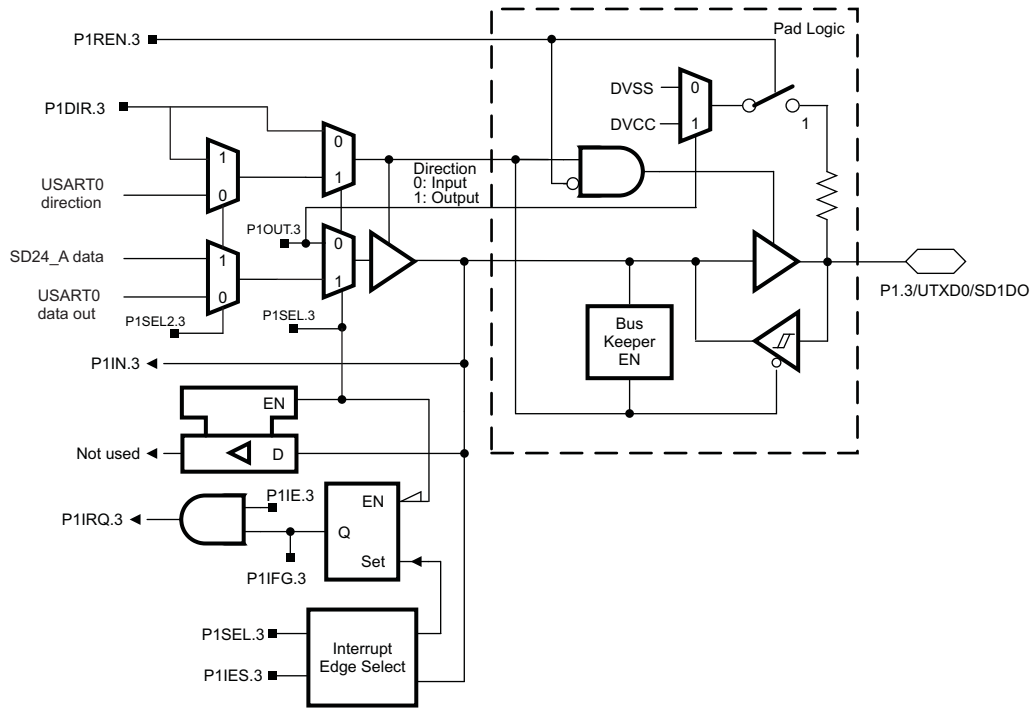 Pad Logic
P1REN.3
DVSS
0
DVCC
1
1
P1DIR.3
0
1
1
0
USART0
direction
Direction
0: Input
1: Output
P1OUT.3
0
1
SD24_A data
1
0
USART0
data out
P1SEL2.3
P1SEL.3
P1.3/UTXD0/SD1DO
Bus
Keeper
EN
P1IN.3
EN
D
Not used
P1IE.3
P1IRQ.3
P1IFG.3
EN
Q
Set
P1SEL.3
P1IES.3
Interrupt
Edge Select